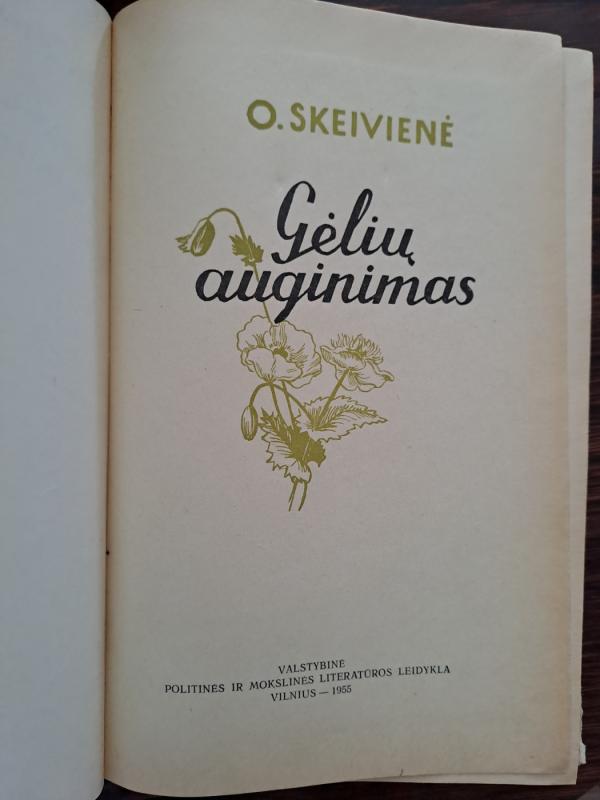 O. SKEIVIENĖ
Gėlių
auginimas
VALSTYBINĖ
POLITINĖS IR MOKSLINĖS LITERATŪROS LEIDYKLA
VILNIUS — 1955